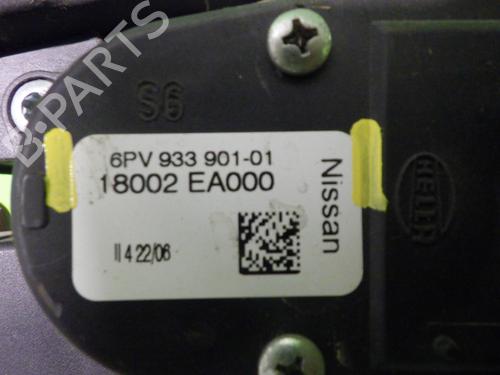 B-PARTS
S6
6PV 933 901-01
18002 EA000
Nissan
II 4 22/06
HELLA